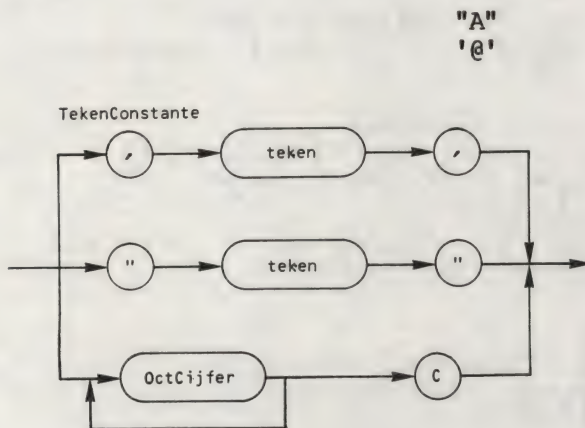 "A"
'@'
TekenConstante
' teken '
" teken "
OctCijfer C